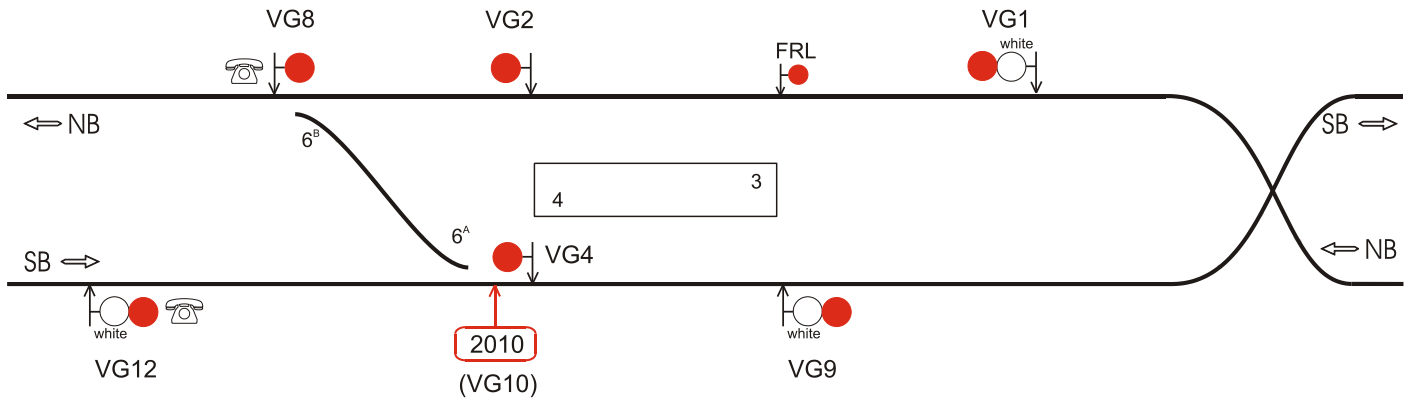 VG8
VG2
VG1
FRL
white
NB
6B
SB
3
4
6A
SB
VG4
NB
white
2010
white
VG12
(VG10)
VG9